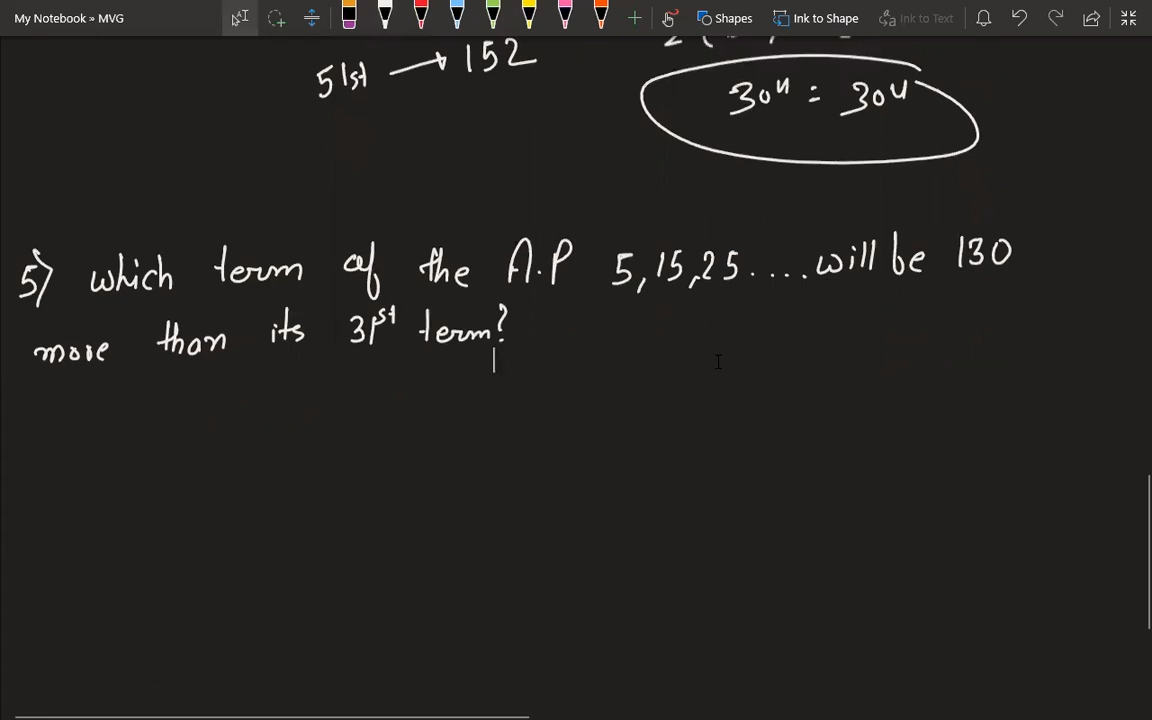 My Notebook » MVG
Shapes
Ink to Shape
Ink to Text
51st → 152
30u = 30u
5) which term of the A.P 5,15,25....will be 130
more than its 31st term?